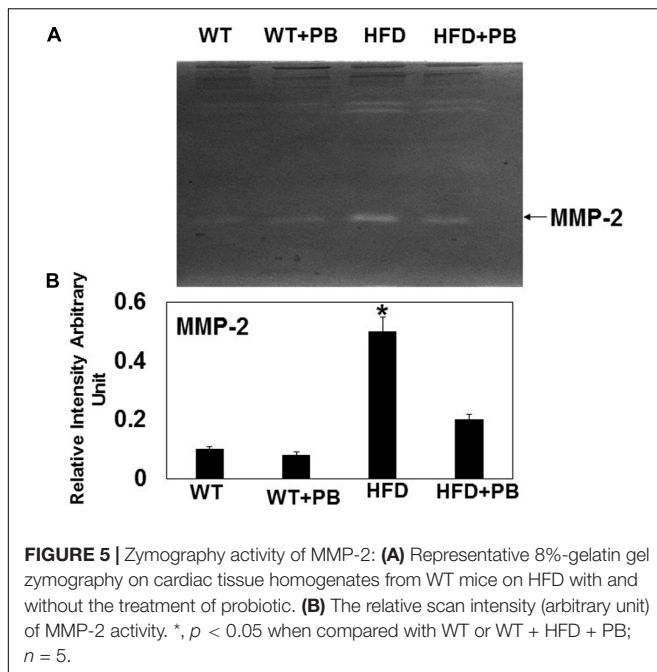 A
WT WT+PB HFD HFD+PB
MMP-2
B
Relative Intensity Arbitrary
Unit
0.6
0.4
0.2
0
MMP-2
*
WT WT+PB HFD HFD+PB
FIGURE 5 | Zymography activity of MMP-2: (A) Representative 8%-gelatin gel
zymography on cardiac tissue homogenates from WT mice on HFD with and
without the treatment of probiotic. (B) The relative scan intensity (arbitrary unit)
of MMP-2 activity. *, p < 0.05 when compared with WT or WT + HFD + PB;
n = 5.